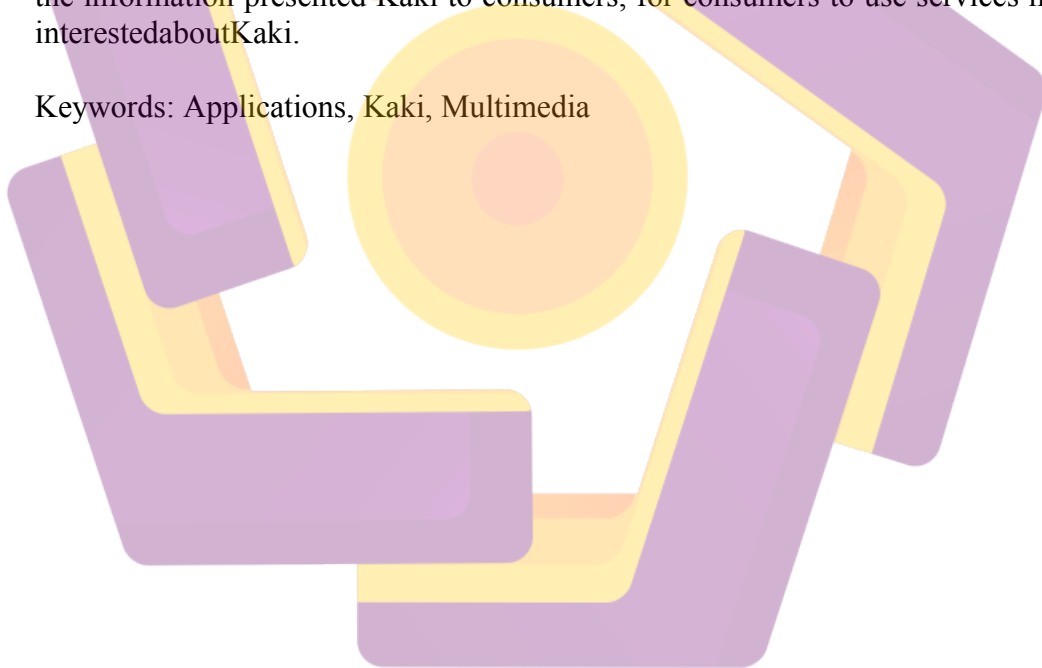 the information presented Kaki to consumers, for consumers to use services
interestedaboutKaki.
Keywords: Applications, Kaki, Multimedia